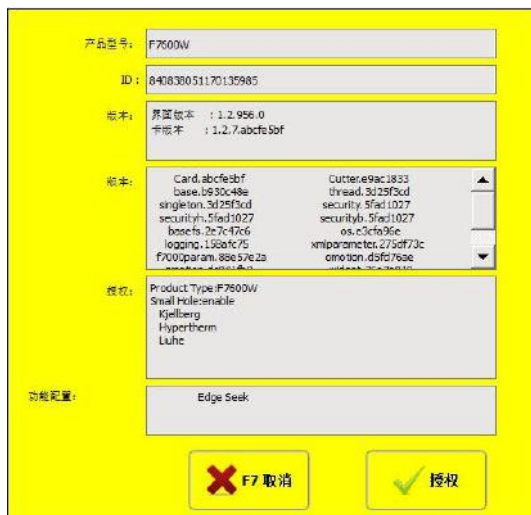 产品型号: F7600W
ID: 840838051170135985
版本: 界面版本 : 1.2.956.0
卡版本 : 1.2.7.abcfe5bf
版本: Card.abcfe5bf Cutter.e9ac1833
base.b930c48e thread.3d25f3cd
singleton.3d25f3cd security.5fad1027
securityh.5fad1027 securityb.5fad1027
basefs.2e7c47c6 os.e3cfa96e
logging.158afc75 xmlparameter.275df73c
f7000param.88e57e2a omotion.d5fd76ae
授权: Product Type:F7600W
Small Hole:enable
Kjellberg
Hypertherm
Liuhe
功能配置: Edge Seek
F7 取消 授权